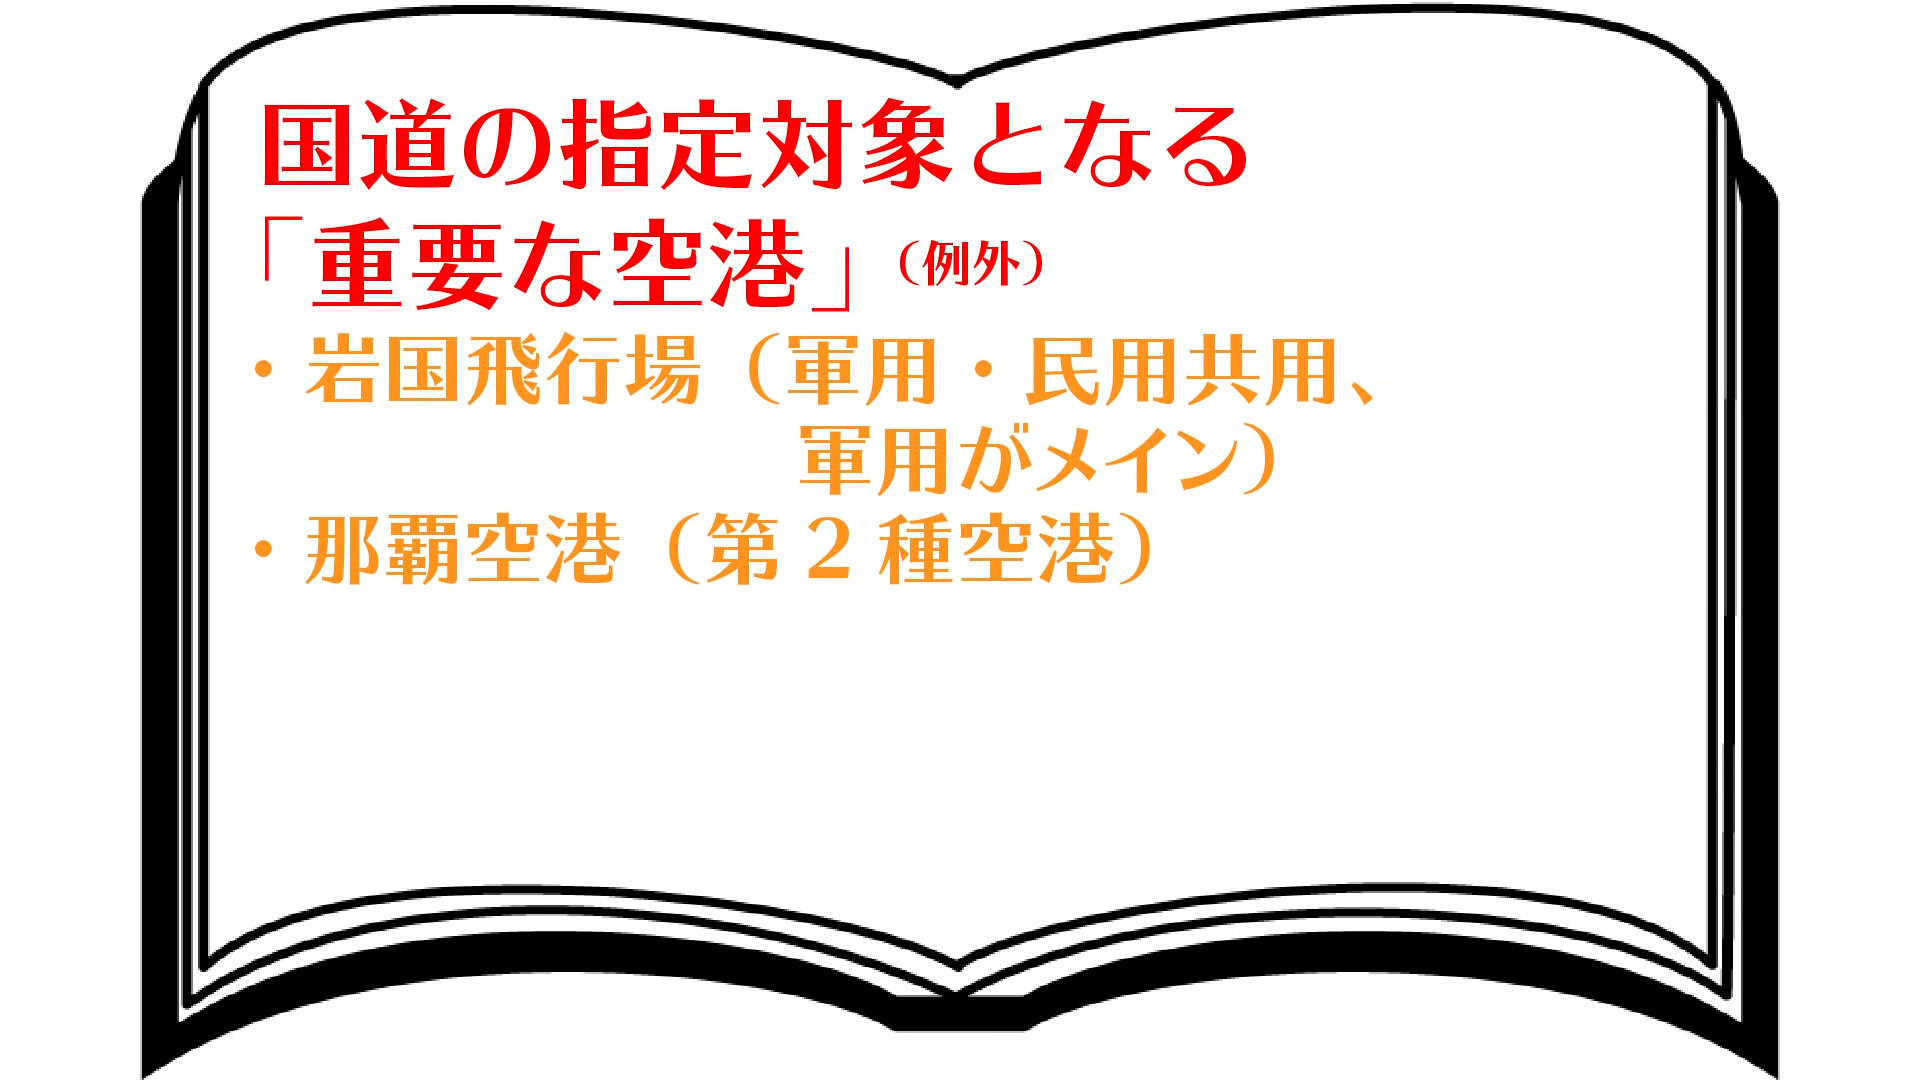 国道の指定対象となる
「重要な空港」（例外）
・岩国飛行場（軍用・民用共用、
軍用がメイン）
・那覇空港（第２種空港）